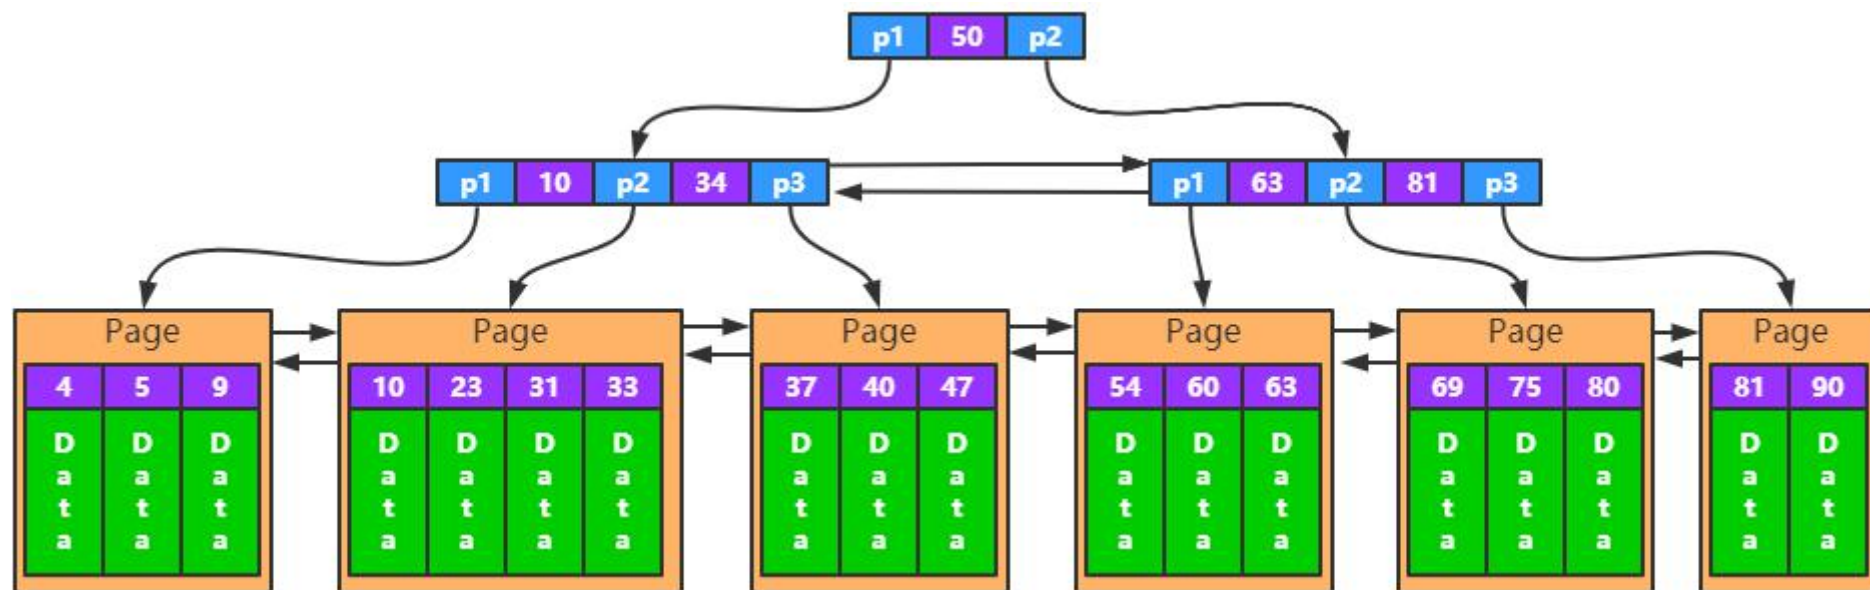 p1 50 p2
p1 10 p2 34 p3
p1 63 p2 81 p3
Page
4 5 9
Data Data Data
Page
10 23 31 33
Data Data Data Data
Page
37 40 47
Data Data Data
Page
54 60 63
Data Data Data
Page
69 75 80
Data Data Data
Page
81 90
Data Data